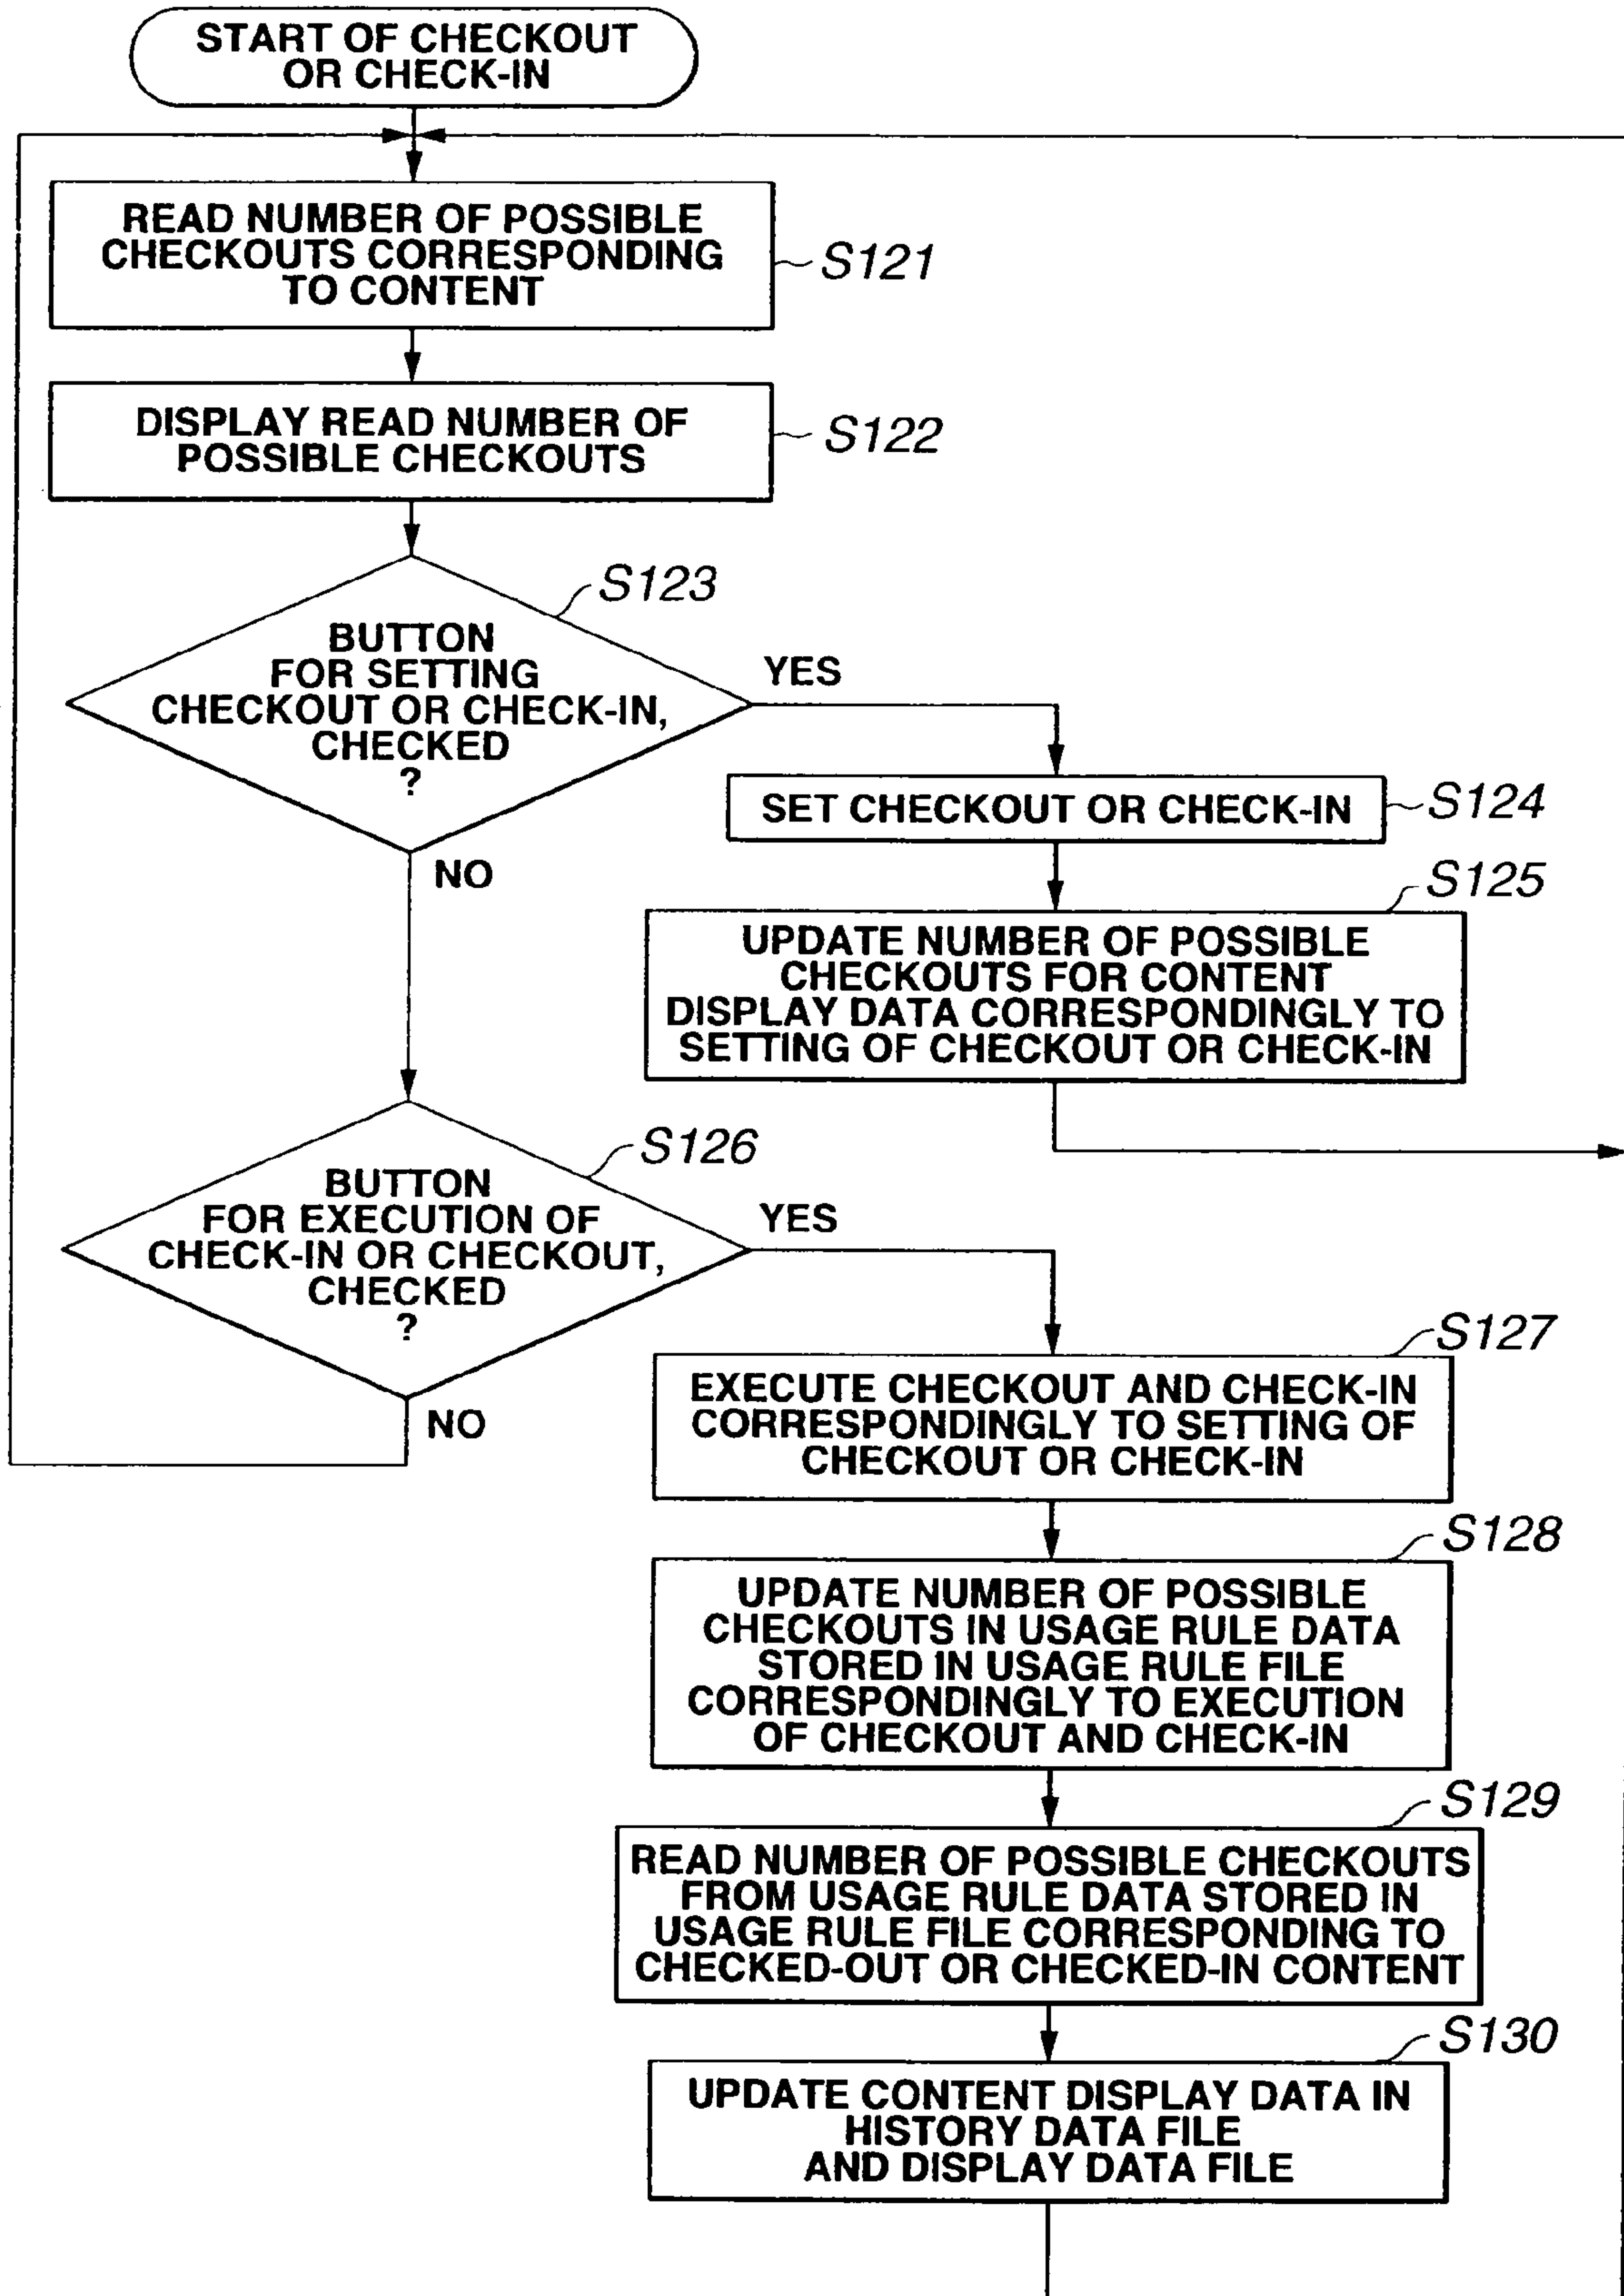 START OF CHECKOUT
OR CHECK-IN
READ NUMBER OF POSSIBLE
CHECKOUTS CORRESPONDING
TO CONTENT
S121
DISPLAY READ NUMBER OF
POSSIBLE CHECKOUTS
S122
S123
BUTTON
FOR SETTING
CHECKOUT OR CHECK-IN,
CHECKED
?
YES
NO
SET CHECKOUT OR CHECK-IN
S124
S125
UPDATE NUMBER OF POSSIBLE
CHECKOUTS FOR CONTENT
DISPLAY DATA CORRESPONDINGLY TO
SETTING OF CHECKOUT OR CHECK-IN
S126
BUTTON
FOR EXECUTION OF
CHECK-IN OR CHECKOUT,
CHECKED
?
YES
NO
S127
EXECUTE CHECKOUT AND CHECK-IN
CORRESPONDINGLY TO SETTING OF
CHECKOUT OR CHECK-IN
S128
UPDATE NUMBER OF POSSIBLE
CHECKOUTS IN USAGE RULE DATA
STORED IN USAGE RULE FILE
CORRESPONDINGLY TO EXECUTION
OF CHECKOUT AND CHECK-IN
S129
READ NUMBER OF POSSIBLE CHECKOUTS
FROM USAGE RULE DATA STORED IN
USAGE RULE FILE CORRESPONDING TO
CHECKED-OUT OR CHECKED-IN CONTENT
S130
UPDATE CONTENT DISPLAY DATA IN
HISTORY DATA FILE
AND DISPLAY DATA FILE